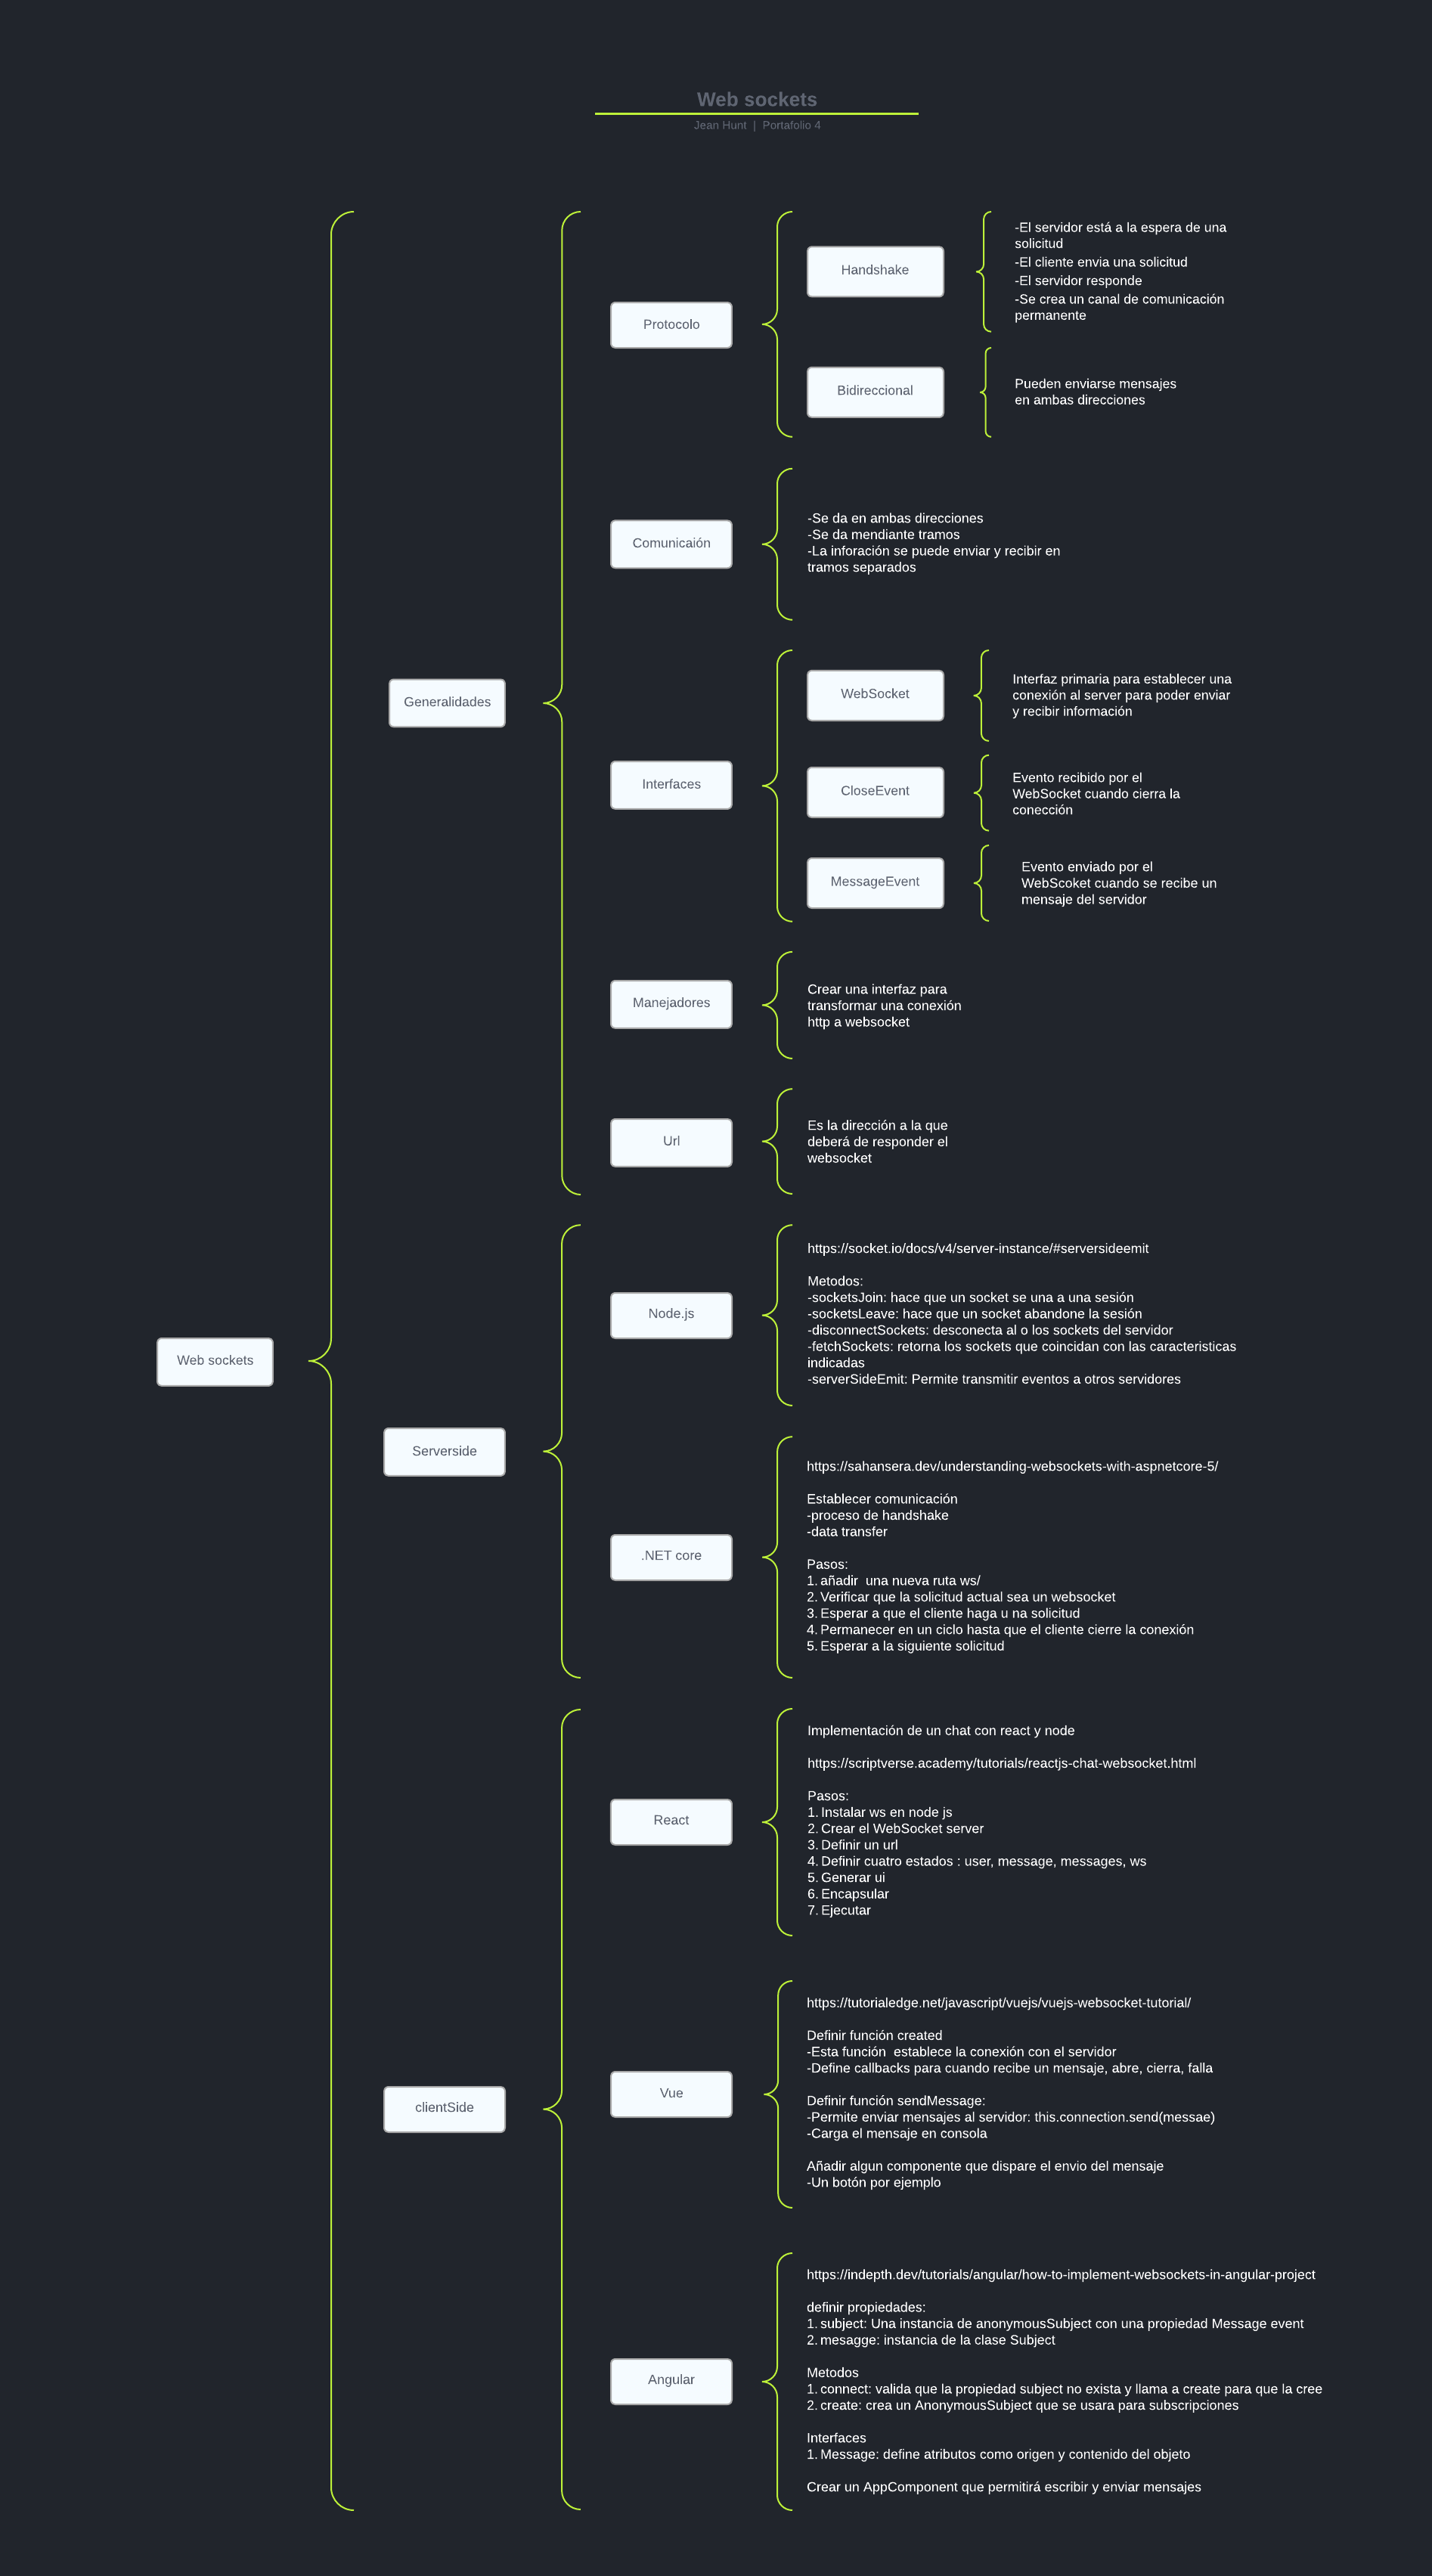 Web sockets
Jean Hunt | Portafolio 4
Web sockets
Generalidades
Protocolo
Handshake
-El servidor está a la espera de una
solicitud
-El cliente envia una solicitud
-El servidor responde
-Se crea un canal de comunicación
permanente
Bidireccional
Pueden enviarse mensajes
en ambas direcciones
Comunicaión
-Se da en ambas direcciones
-Se da mendiante tramos
-La inforación se puede enviar y recibir en
tramos separados
Interfaces
WebSocket
Interfaz primaria para establecer una
conexión al server para poder enviar
y recibir información
CloseEvent
Evento recibido por el
WebSocket cuando cierra la
conección
MessageEvent
Evento enviado por el
WebScoket cuando se recibe un
mensaje del servidor
Manejadores
Crear una interfaz para
transformar una conexión
http a websocket
Url
Es la dirección a la que
deberá de responder el
websocket
Serverside
Node.js
https://socket.io/docs/v4/server-instance/#serversideemit
Metodos:
-socketsJoin: hace que un socket se una a una sesión
-socketsLeave: hace que un socket abandone la sesión
-disconnectSockets: desconecta al o los sockets del servidor
-fetchSockets: retorna los sockets que coincidan con las caracteristicas
indicadas
-serverSideEmit: Permite transmitir eventos a otros servidores
.NET core
https://sahansera.dev/understanding-websockets-with-aspnetcore-5/
Establecer comunicación
-proceso de handshake
-data transfer
Pasos:
1. añadir  una nueva ruta ws/
2. Verificar que la solicitud actual sea un websocket
3. Esperar a que el cliente haga u na solicitud
4. Permanecer en un ciclo hasta que el cliente cierre la conexión
5. Esperar a la siguiente solicitud
clientSide
React
Implementación de un chat con react y node
https://scriptverse.academy/tutorials/reactjs-chat-websocket.html
Pasos:
1. Instalar ws en node js
2. Crear el WebSocket server
3. Definir un url
4. Definir cuatro estados : user, message, messages, ws
5. Generar ui
6. Encapsular
7. Ejecutar
Vue
https://tutorialedge.net/javascript/vuejs/vuejs-websocket-tutorial/
Definir función created
-Esta función  establece la conexión con el servidor
-Define callbacks para cuando recibe un mensaje, abre, cierra, falla
Definir función sendMessage:
-Permite enviar mensajes al servidor: this.connection.send(messae)
-Carga el mensaje en consola
Añadir algun componente que dispare el envio del mensaje
-Un botón por ejemplo
Angular
https://indepth.dev/tutorials/angular/how-to-implement-websockets-in-angular-project
definir propiedades:
1. subject: Una instancia de anonymousSubject con una propiedad Message event
2. mesagge: instancia de la clase Subject
Metodos
1. connect: valida que la propiedad subject no exista y llama a create para que la cree
2. create: crea un AnonymousSubject que se usara para subscripciones
Interfaces
1. Message: define atributos como origen y contenido del objeto
Crear un AppComponent que permitirá escribir y enviar mensajes